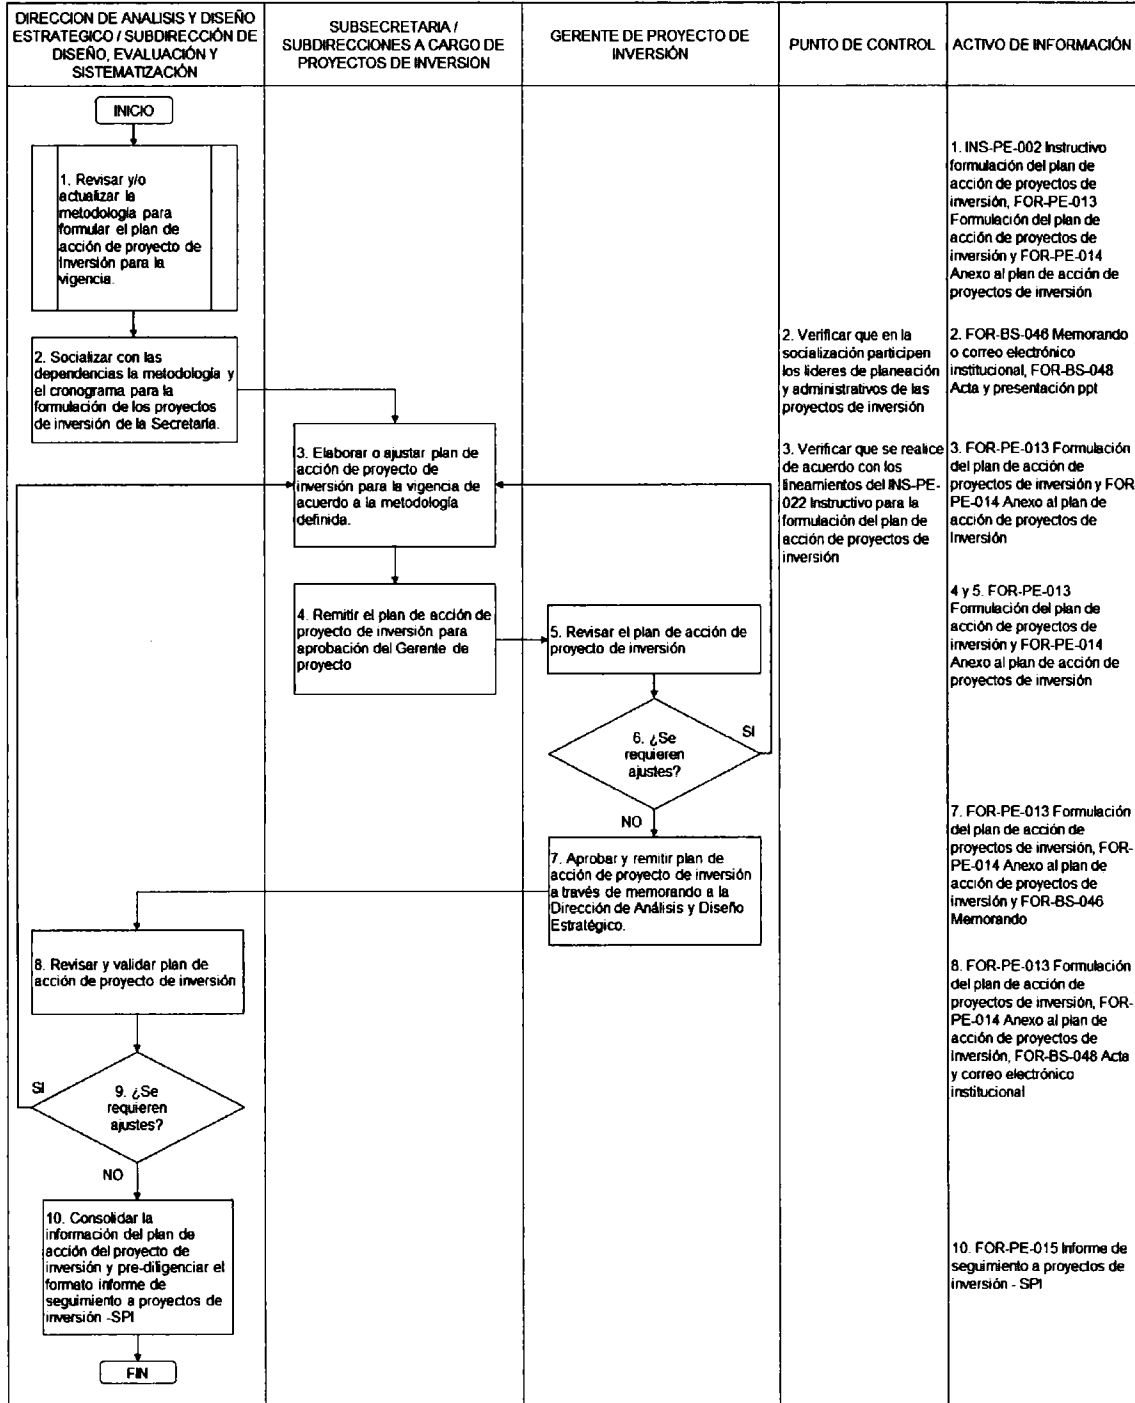 DIRECCION DE ANALISIS Y DISEÑO
ESTRATEGICO / SUBDIRECCIÓN DE
DISEÑO, EVALUACIÓN Y
SISTEMATIZACIÓN
SUBSECRETARIA /
SUBDIRECCIONES A CARGO DE
PROYECTOS DE INVERSIÓN
GERENTE DE PROYECTO DE
INVERSIÓN
PUNTO DE CONTROL
ACTIVO DE INFORMACIÓN
INICIO
1. Revisar y/o
actualizar la
metodología para
formular el plan de
acción de proyecto de
Inversión para la
vigencia.
1. INS-PE-002 Instructivo
formulación del plan de
acción de proyectos de
inversión, FOR-PE-013
Formulación del plan de
acción de proyectos de
inversión y FOR-PE-014
Anexo al plan de acción de
proyectos de inversión
2. Socializar con las
dependencias la metodología y
el cronograma para la
formulación de los proyectos
de inversión de la Secretaría.
2. Verificar que en la
socialización participen
los líderes de planeación
y administrativos de las
proyectos de inversión
2. FOR-BS-046 Memorando
o correo electrónico
institucional, FOR-BS-048
Acta y presentación ppt
3. Elaborar o ajustar plan de
acción de proyecto de
inversión para la vigencia de
acuerdo a la metodología
definida.
3. Verificar que se realice
de acuerdo con los
lineamientos del INS-PE-
022 Instructivo para la
formulación del plan de
acción de proyectos de
inversión
3. FOR-PE-013 Formulación
del plan de acción de
proyectos de inversión y FOR
PE-014 Anexo al plan de
acción de proyectos de
Inversión
4. Remitir el plan de acción de
proyecto de inversión para
aprobación del Gerente de
proyecto
5. Revisar el plan de acción de
proyecto de inversión
4 y 5. FOR-PE-013
Formulación del plan de
acción de proyectos de
inversión y FOR-PE-014
Anexo al plan de acción de
proyectos de inversión
6. ¿Se
requieren
ajustes?
SI
NO
7. Aprobar y remitir plan de
acción de proyecto de inversión
a través de memorando a la
Dirección de Análisis y Diseño
Estratégico.
7. FOR-PE-013 Formulación
del plan de acción de
proyectos de inversión, FOR-
PE-014 Anexo al plan de
acción de proyectos de
inversión y FOR-BS-046
Memorando
8. Revisar y validar plan de
acción de proyecto de inversión
8. FOR-PE-013 Formulación
del plan de acción de
proyectos de inversión, FOR-
PE-014 Anexo al plan de
acción de proyectos de
Inversión, FOR-BS-048 Acta
y correo electrónico
institucional
SI
9. ¿Se
requieren
ajustes?
NO
10. Consolidar la
información del plan de
acción del proyecto de
inversión y pre-diligenciar el
formato informe de
seguimiento a proyectos de
inversión -SPI
10. FOR-PE-015 Informe de
seguimiento a proyectos de
inversión - SPI
FIN